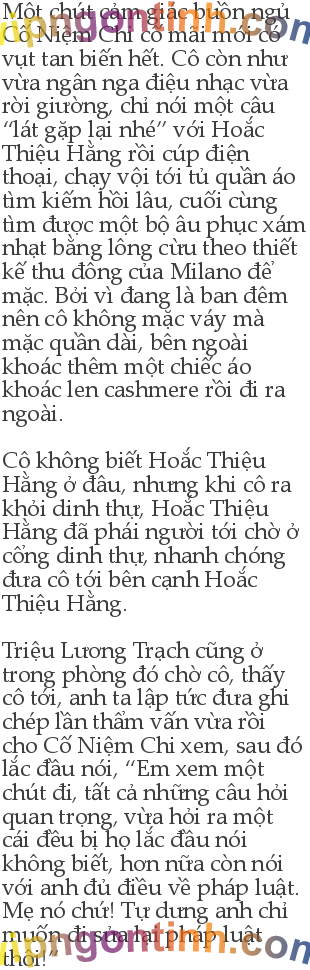 Một chút cảm giác buồn ngủ
Cố Niệm Chi có mãi mới có
vụt tan biến hết. Cô còn như
vừa ngân nga điệu nhạc vừa
rời giường, chỉ nói một câu
“lát gặp lại nhé” với Hoắc
Thiệu Hằng rồi cúp điện
thoại, chạy vội tới tủ quần áo
tìm kiếm hồi lâu, cuối cùng
tìm được một bộ âu phục xám
nhạt bằng lông cừu theo thiết
kế thu đông của Milano để
mặc. Bởi vì đang là ban đêm
nên cô không mặc váy mà
mặc quần dài, bên ngoài
khoác thêm một chiếc áo
khoác len cashmere rồi đi ra
ngoài.

Cô không biết Hoắc Thiệu
Hằng ở đâu, nhưng khi cô ra
khỏi dinh thự, Hoắc Thiệu
Hằng đã phái người tới chờ ở
cổng dinh thự, nhanh chóng
đưa cô tới bên cạnh Hoắc
Thiệu Hằng.

Triệu Lương Trạch cũng ở
trong phòng đó chờ cô, thấy
cô tới, anh ta lập tức đưa ghi
chép lần thẩm vấn vừa rồi
cho Cố Niệm Chi xem, sau đó
lắc đầu nói, “Em xem một
chút đi, tất cả những câu hỏi
quan trọng, vừa hỏi ra một
cái đều bị họ lắc đầu nói
không biết, hơn nữa còn nói
với anh đủ điều về pháp luật.
Mẹ nó chứ! Tự dưng anh chỉ
muốn đi sửa lại pháp luật
thôi!”